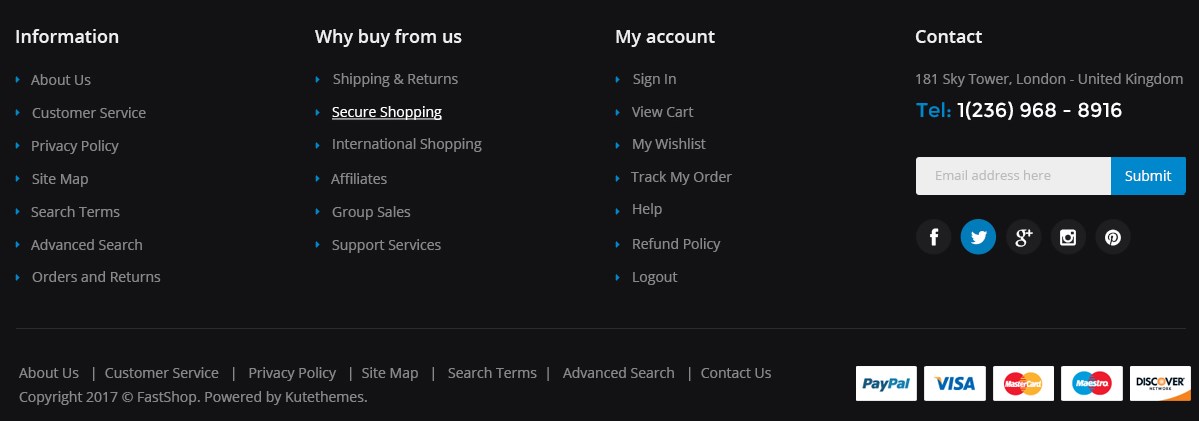 Information
About Us
Customer Service
Privacy Policy
Site Map
Search Terms
Advanced Search
Orders and Returns
Why buy from us
Shipping & Returns
Secure Shopping
International Shopping
Affiliates
Group Sales
Support Services
My account
Sign In
View Cart
My Wishlist
Track My Order
Help
Refund Policy
Logout
Contact
181 Sky Tower, London - United Kingdom
Tel: 1(236) 968 - 8916
Email address here Submit
About Us | Customer Service | Privacy Policy | Site Map | Search Terms | Advanced Search | Contact Us
Copyright 2017 © FastShop. Powered by Kutethemes.
PayPal VISA MasterCard Maestro DISCOVER
NETWORK